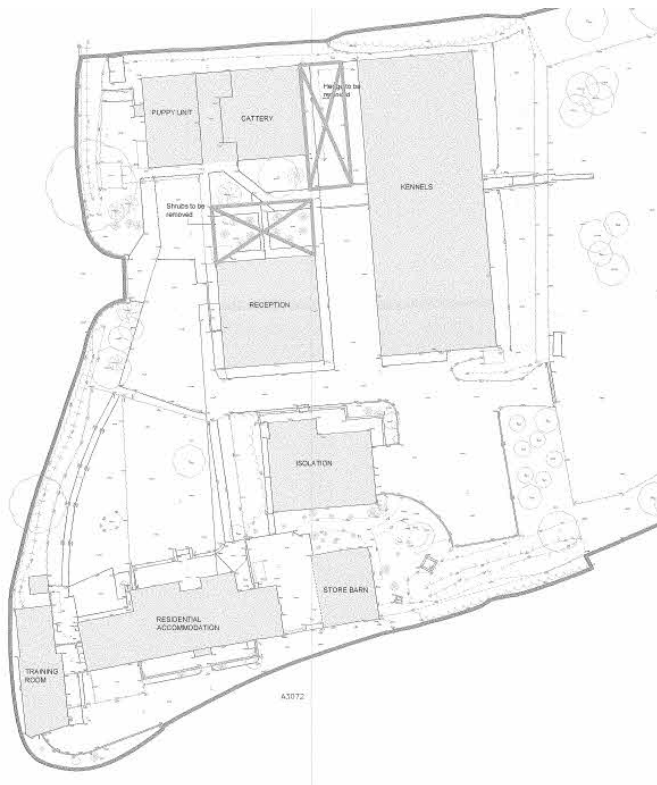 Hedge to be
removed
PUPPY UNIT
CATTERY
KENNELS
Shrubs to be
removed
RECEPTION
ISOLATION
STORE BARN
RESIDENTIAL
ACCOMMODATION
TRAINING
ROOM
A3072